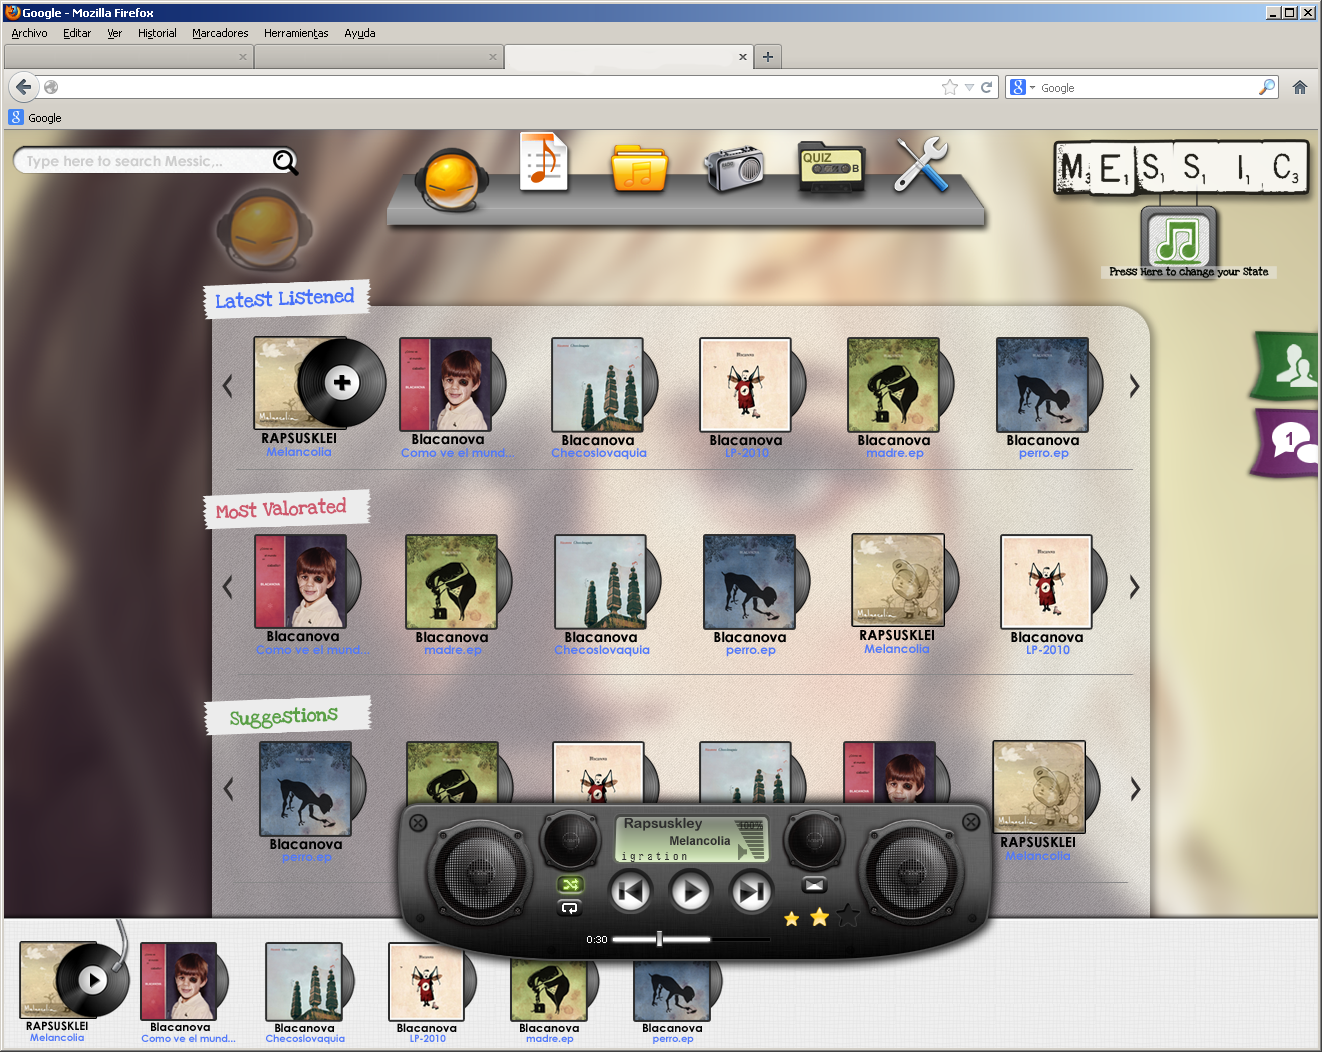 Google - Mozilla Firefox
Archivo Editar Ver Historial Marcadores Herramientas Ayuda
Google
Google
Type here to search Messic,..
QUIZ
B
MESSIC
Press Here to change your State
Latest Listened
RAPSUSKLEI
Melancolia
Blacanova
Como ve el mund...
Blacanova
Checoslovaquia
Blacanova
LP-2010
Blacanova
madre.ep
Blacanova
perro.ep
1
Most Valorated
Blacanova
Como ve el mund...
Blacanova
madre.ep
Blacanova
Checoslovaquia
Blacanova
perro.ep
RAPSUSKLEI
Melancolia
Blacanova
LP-2010
Suggestions
Blacanova
perro.ep
RAPSUSKLEI
Melancolia
Rapsuskley
100%
Melancolia
igration
0:30
RAPSUSKLEI
Melancolia
Blacanova
Como ve el mund...
Blacanova
Checoslovaquia
Blacanova
LP-2010
Blacanova
madre.ep
Blacanova
perro.ep